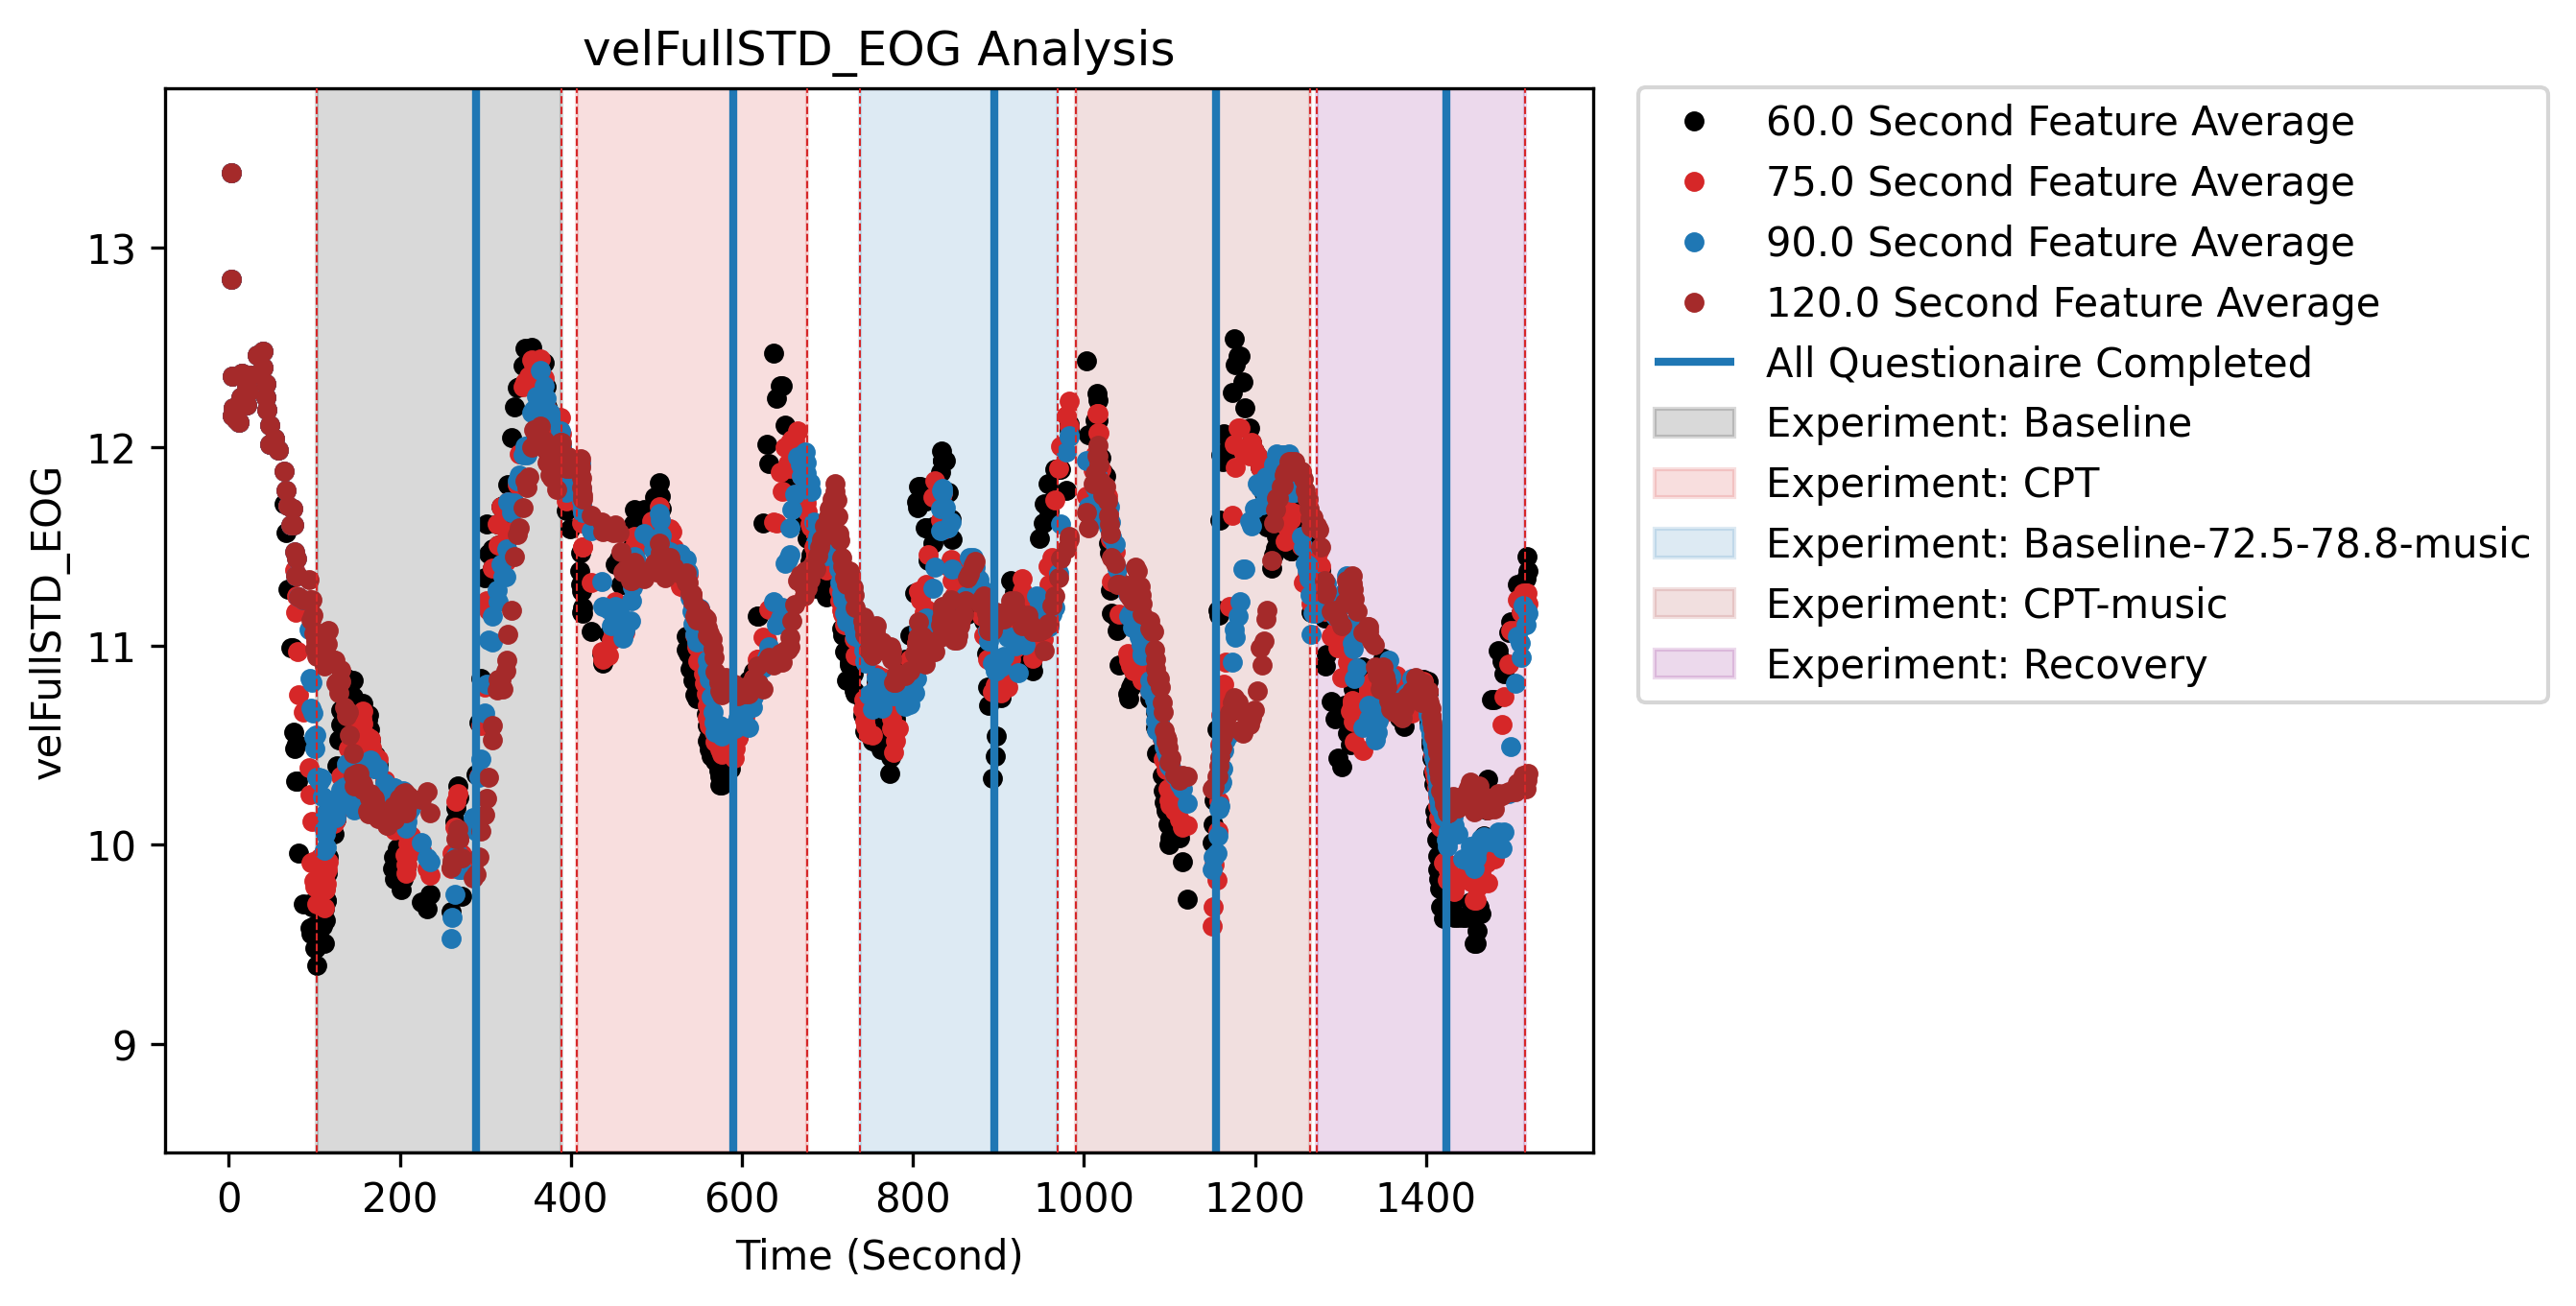 velFullSTD_EOG Analysis
velFullSTD_EOG
13
12
11
10
9
0 200 400 600 800 1000 1200 1400
Time (Second)
60.0 Second Feature Average
75.0 Second Feature Average
90.0 Second Feature Average
120.0 Second Feature Average
All Questionaire Completed
Experiment: Baseline
Experiment: CPT
Experiment: Baseline-72.5-78.8-music
Experiment: CPT-music
Experiment: Recovery